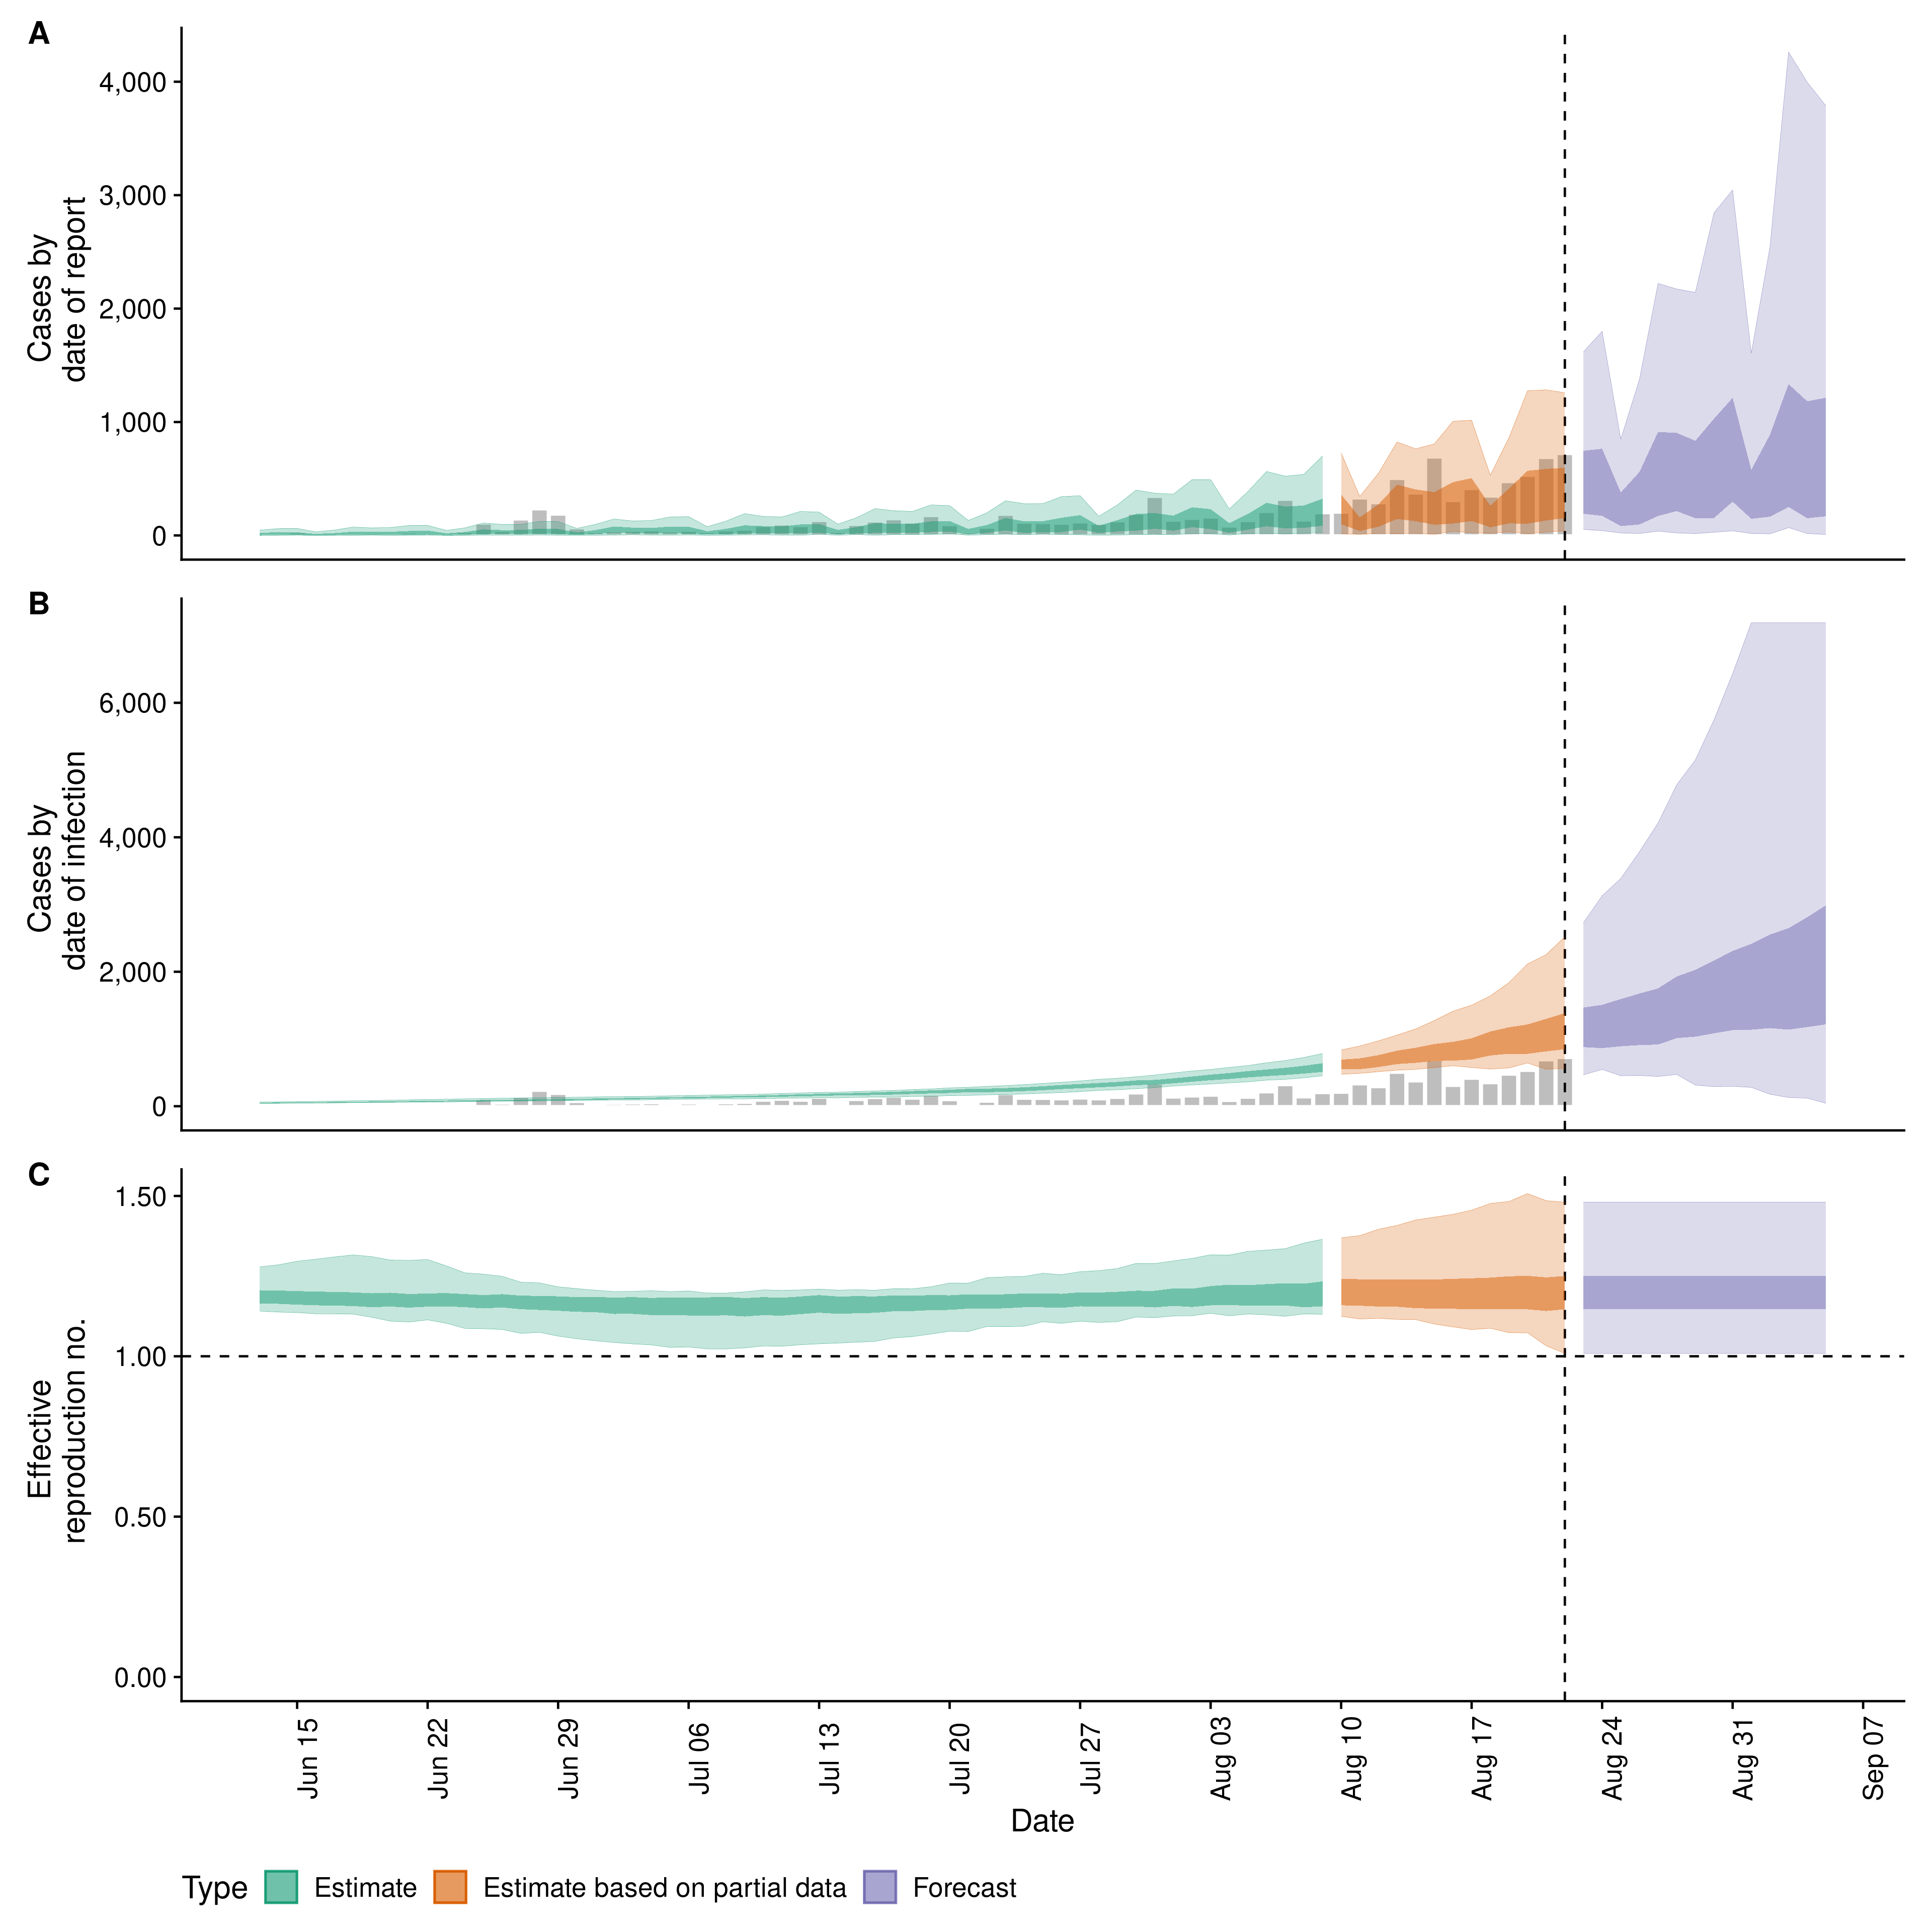 A
Cases by
date of report
4,000
3,000
2,000
1,000
0
B
Cases by
date of infection
6,000
4,000
2,000
0
C
Effective
reproduction no.
1.50
1.00
0.50
0.00
Jun 15
Jun 22
Jun 29
Jul 06
Jul 13
Jul 20
Jul 27
Aug 03
Aug 10
Aug 17
Aug 24
Aug 31
Sep 07
Date
Type Estimate Estimate based on partial data Forecast